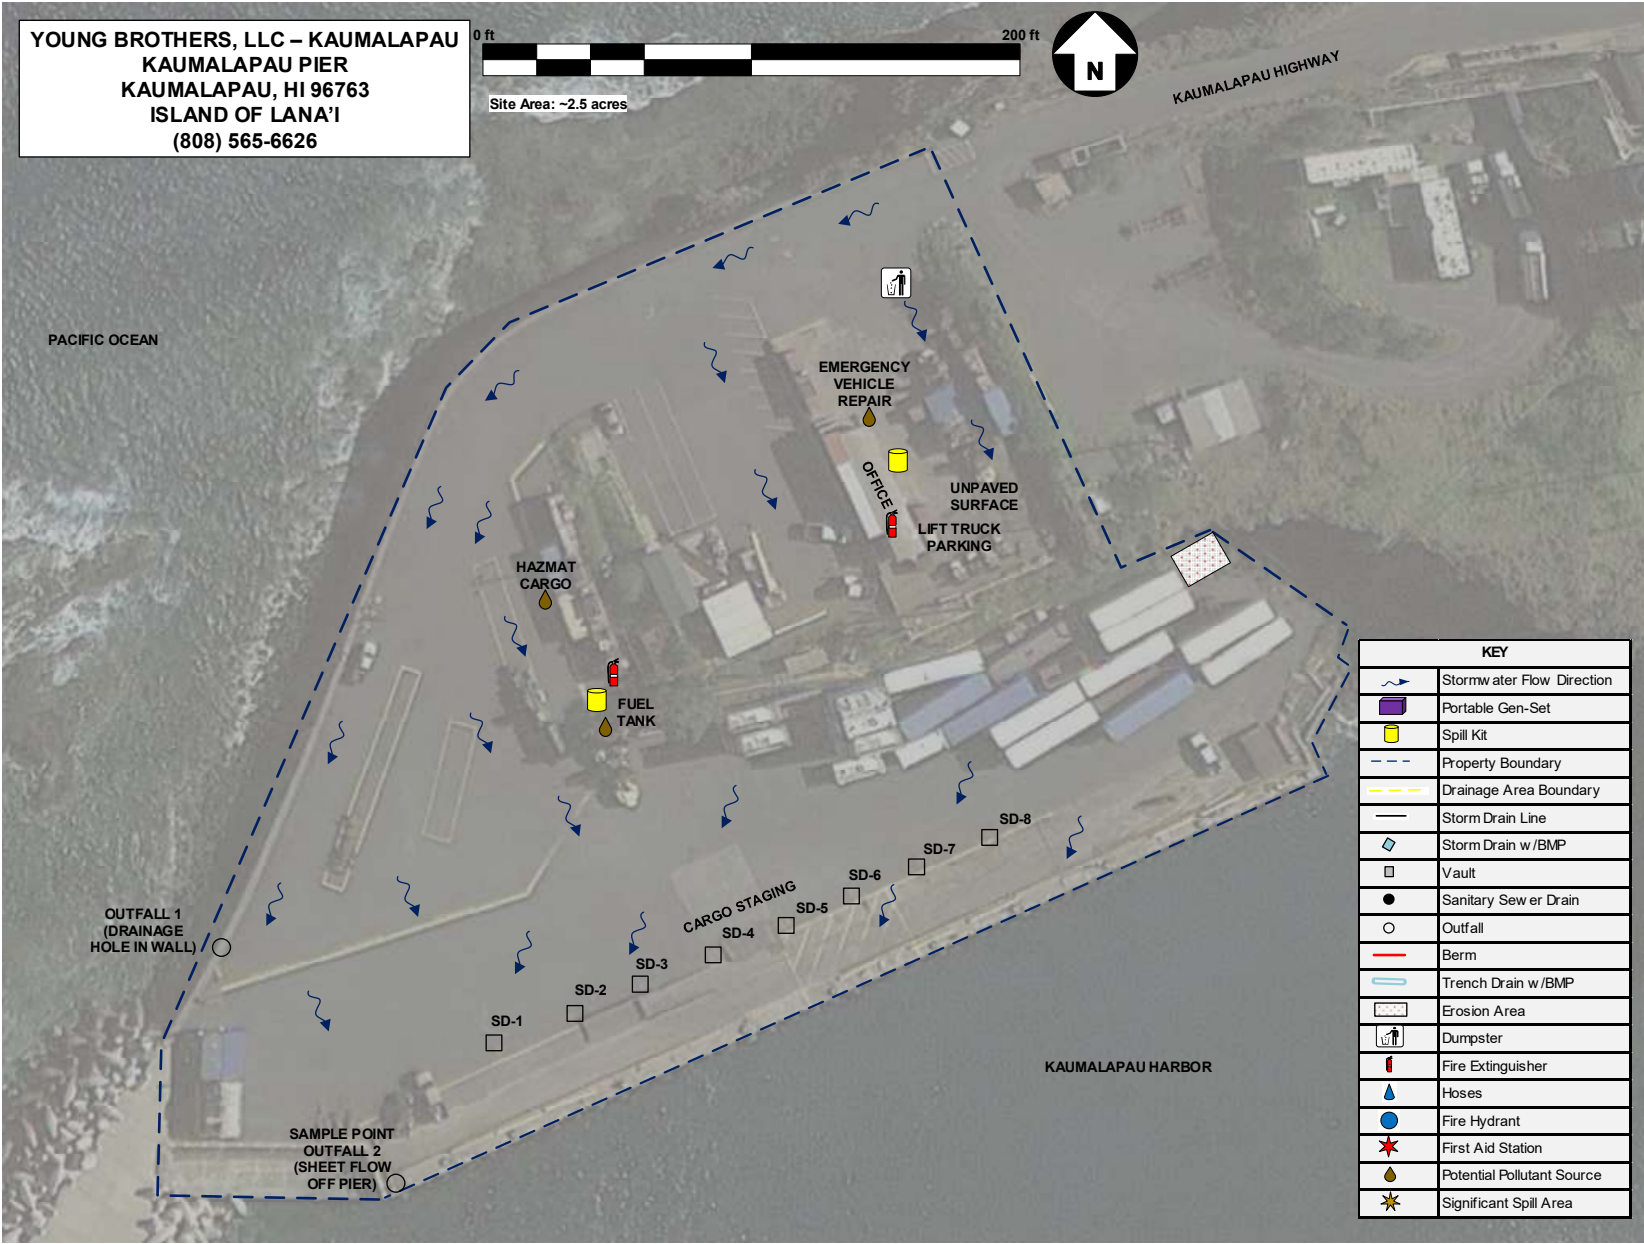 YOUNG BROTHERS, LLC – KAUMALAPAU
KAUMALAPAU PIER
KAUMALAPAU, HI 96763
ISLAND OF LANA'I
(808) 565-6626
0 ft
200 ft
Site Area: ~2.5 acres
N
KAUMALAPAU HIGHWAY
PACIFIC OCEAN
EMERGENCY
VEHICLE
REPAIR
OFFICE
UNPAVED
SURFACE
LIFT TRUCK
PARKING
HAZMAT
CARGO
FUEL
TANK
SD-8
SD-7
SD-6
CARGO STAGING
SD-5
SD-4
SD-3
SD-2
SD-1
OUTFALL 1
(DRAINAGE
HOLE IN WALL)
KAUMALAPAU HARBOR
SAMPLE POINT
OUTFALL 2
(SHEET FLOW
OFF PIER)
KEY
Stormwater Flow Direction
Portable Gen-Set
Spill Kit
Property Boundary
Drainage Area Boundary
Storm Drain Line
Storm Drain w/BMP
Vault
Sanitary Sewer Drain
Outfall
Berm
Trench Drain w/BMP
Erosion Area
Dumpster
Fire Extinguisher
Hoses
Fire Hydrant
First Aid Station
Potential Pollutant Source
Significant Spill Area